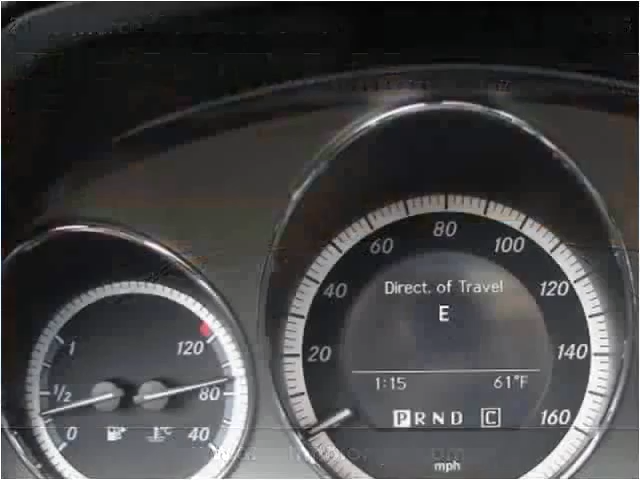 80
60 100
Direct. of Travel
40 120
E
1 120 20 140
1:15 61°F
1/2 80
P R N D C 160
0 °C 40
mph